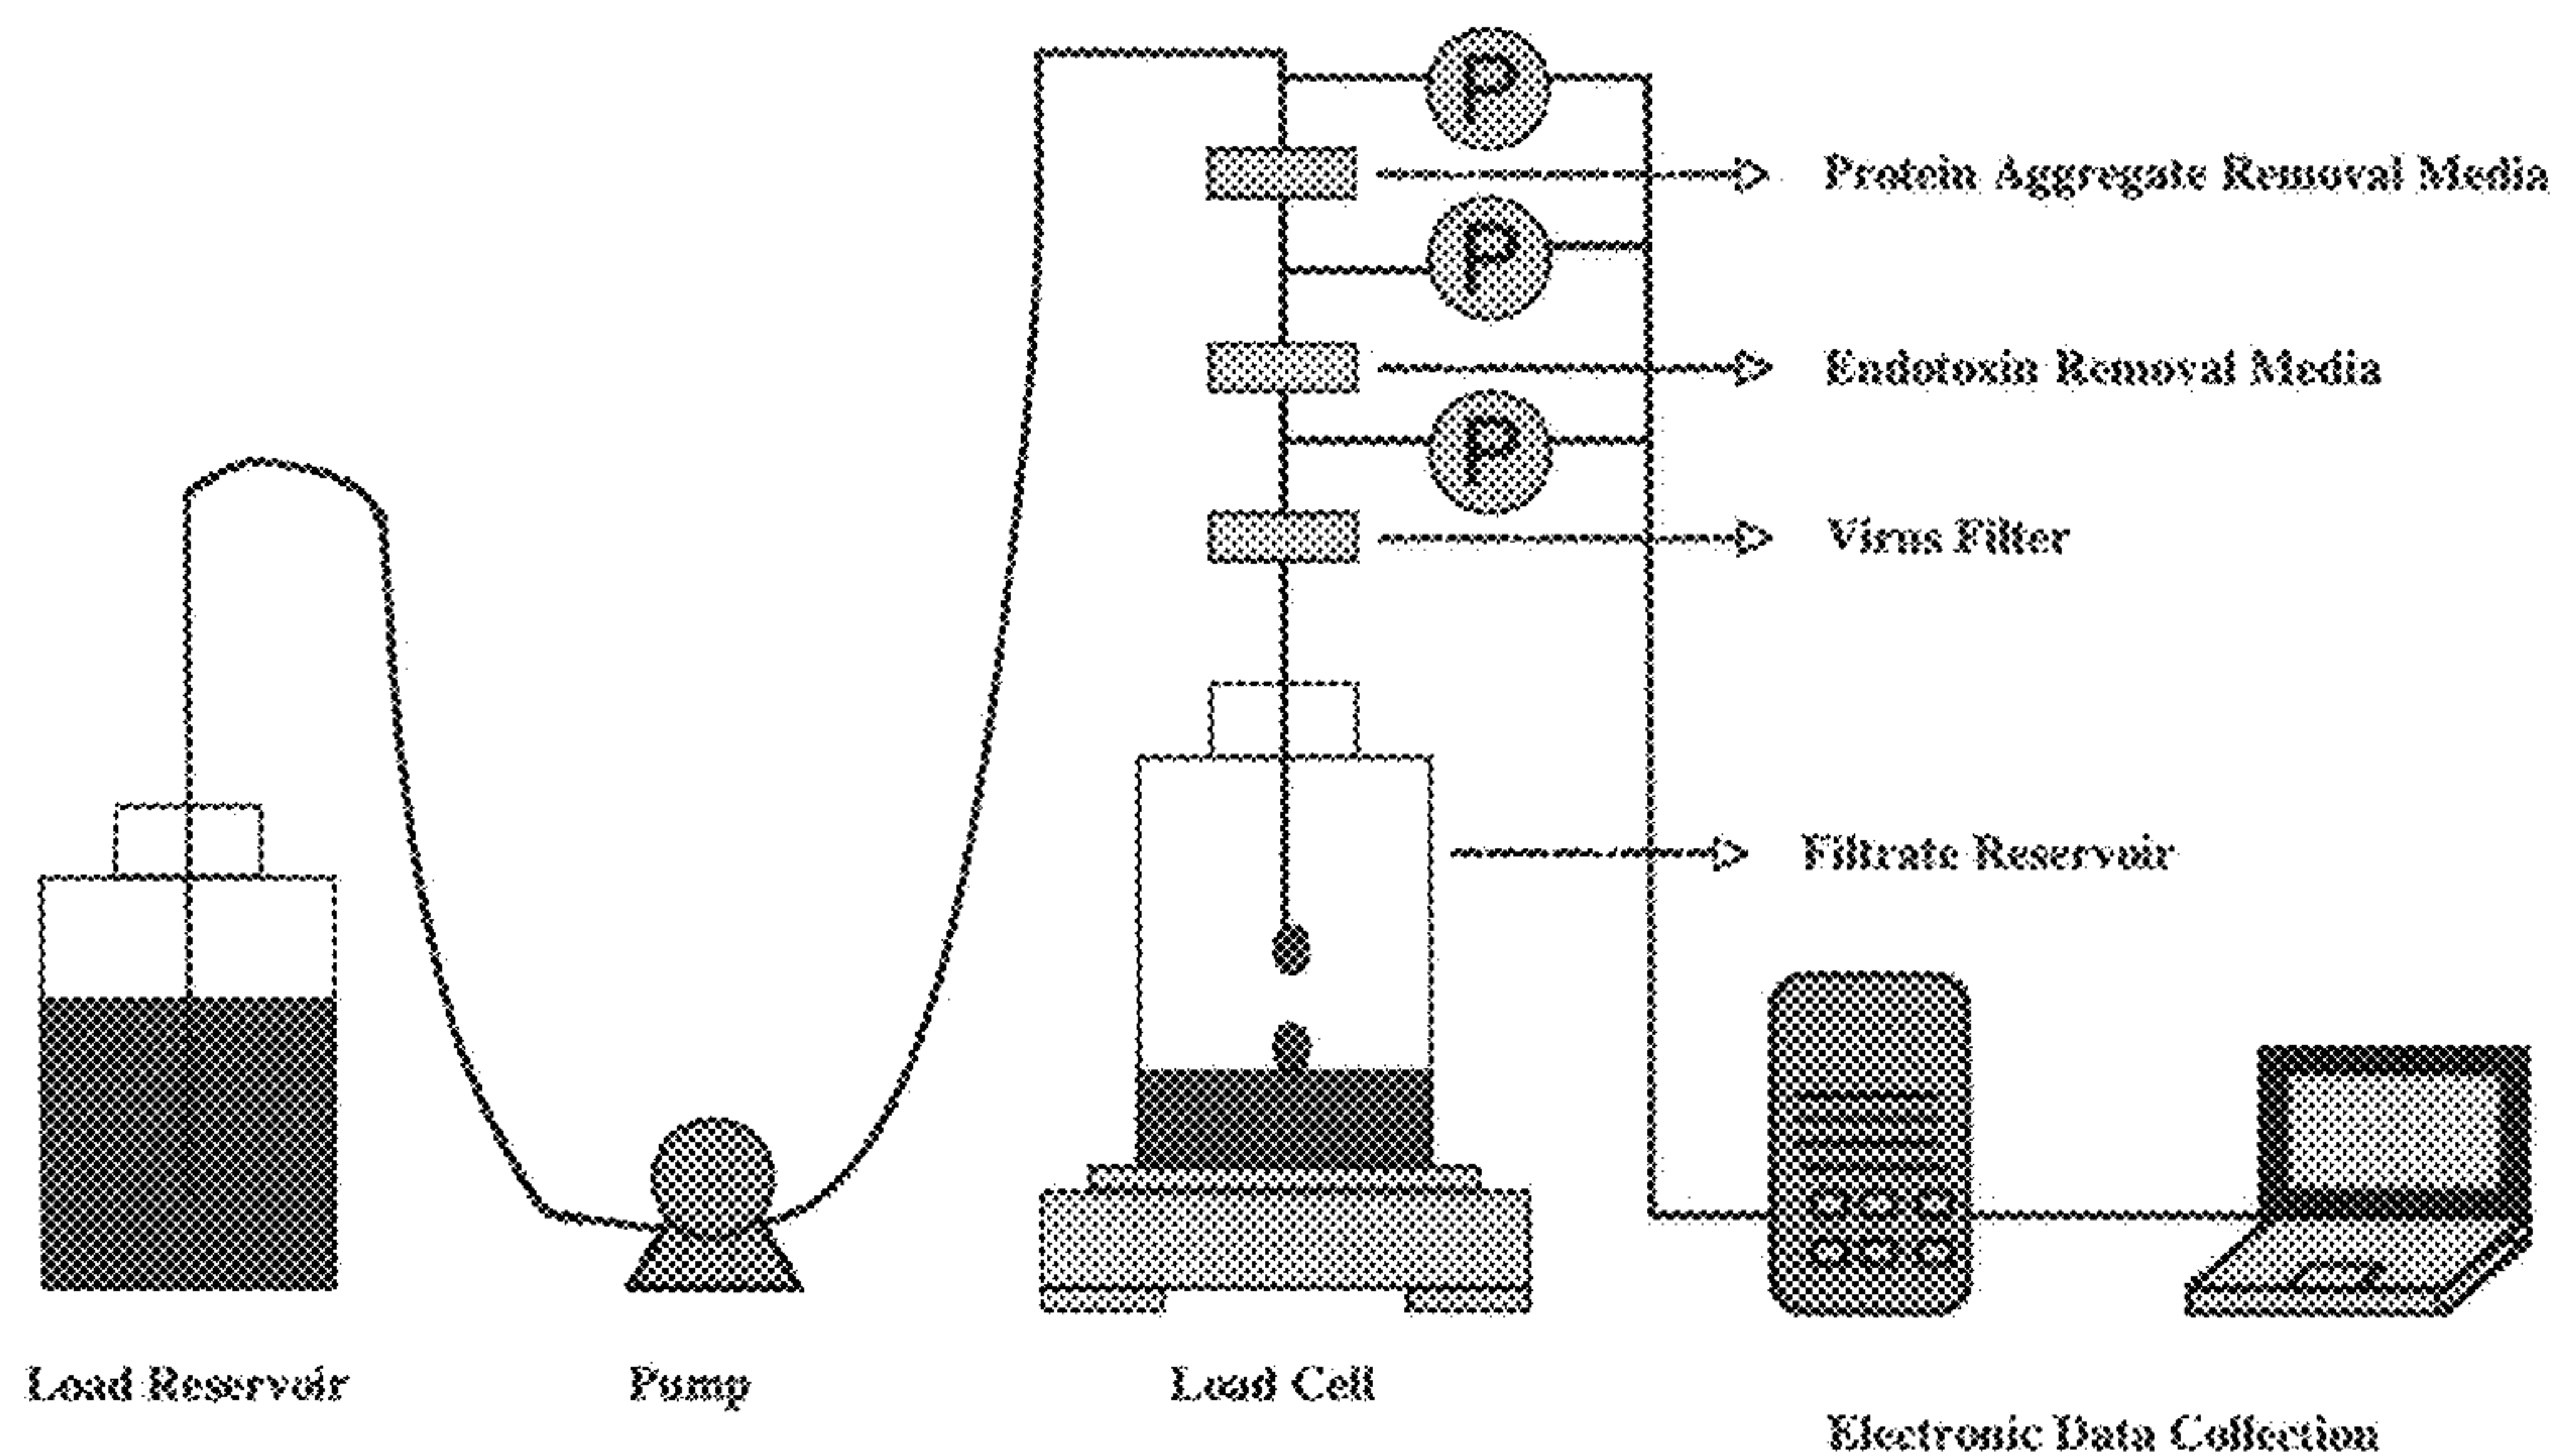 P
Protein Aggregate Removal Media
P
Endotoxin Removal Media
P
Virus Filter
Filtrate Reservoir
Load Reservoir
Pump
Load Cell
Electronic Data Collection